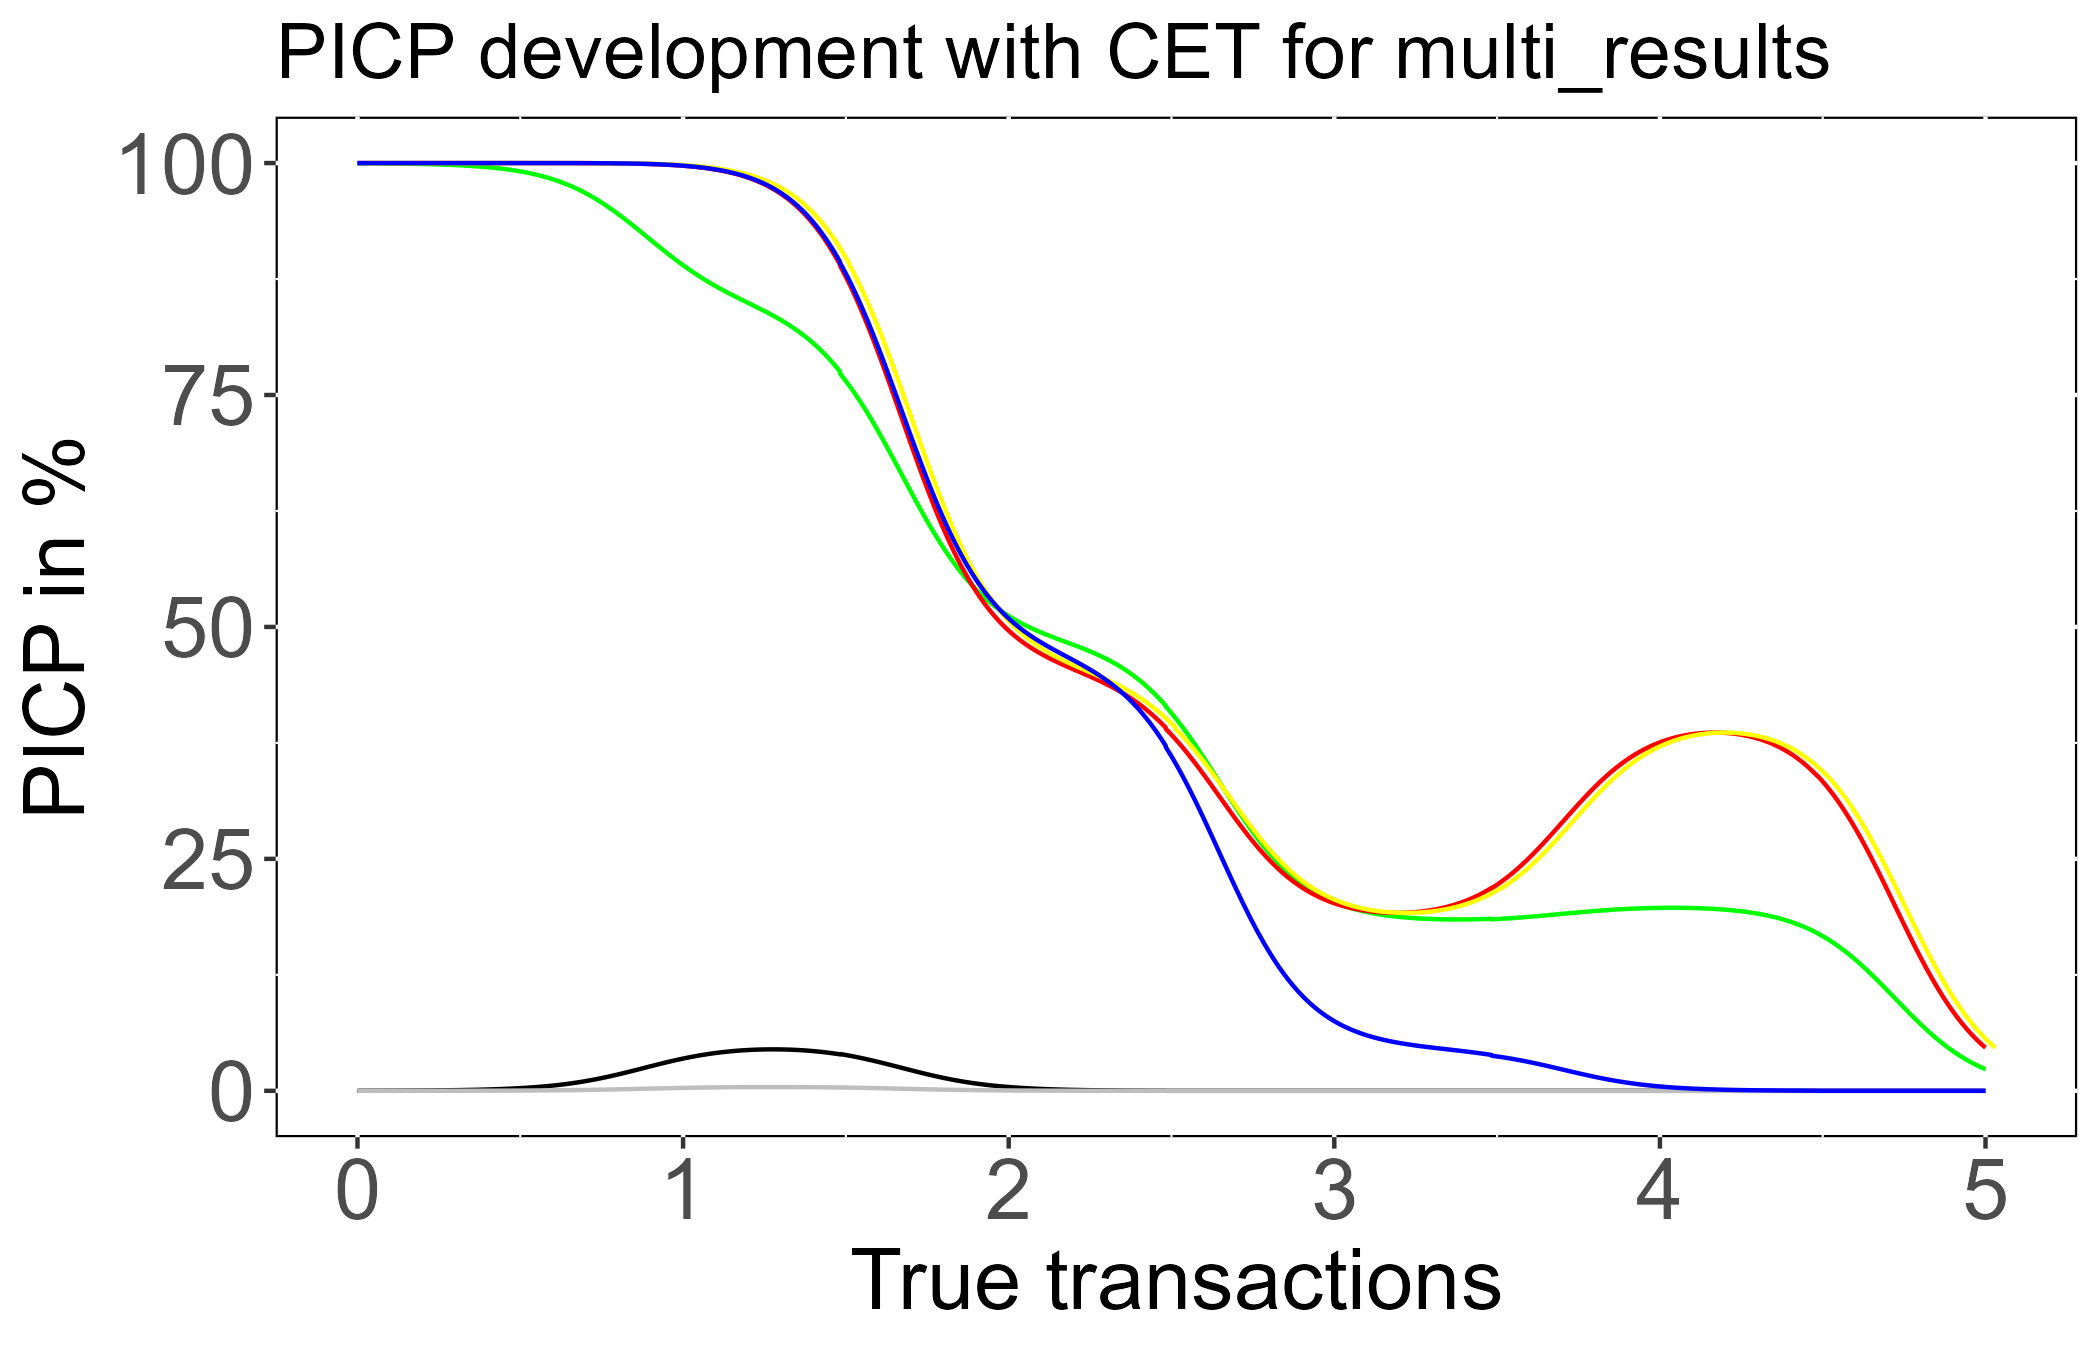 PICP development with CET for multi_results
PICP in %
100
75
50
25
0
0 1 2 3 4 5
True transactions